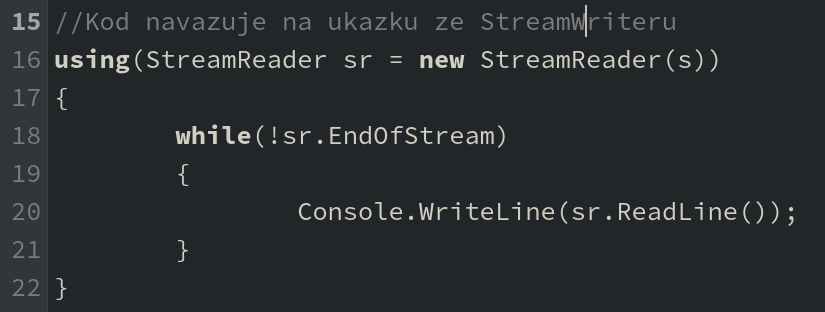 15 //Kod navazuje na ukazku ze StreamWriteru
16 using(StreamReader sr = new StreamReader(s))
17 {
18         while(!sr.EndOfStream)
19         {
20                 Console.WriteLine(sr.ReadLine());
21         }
22 }